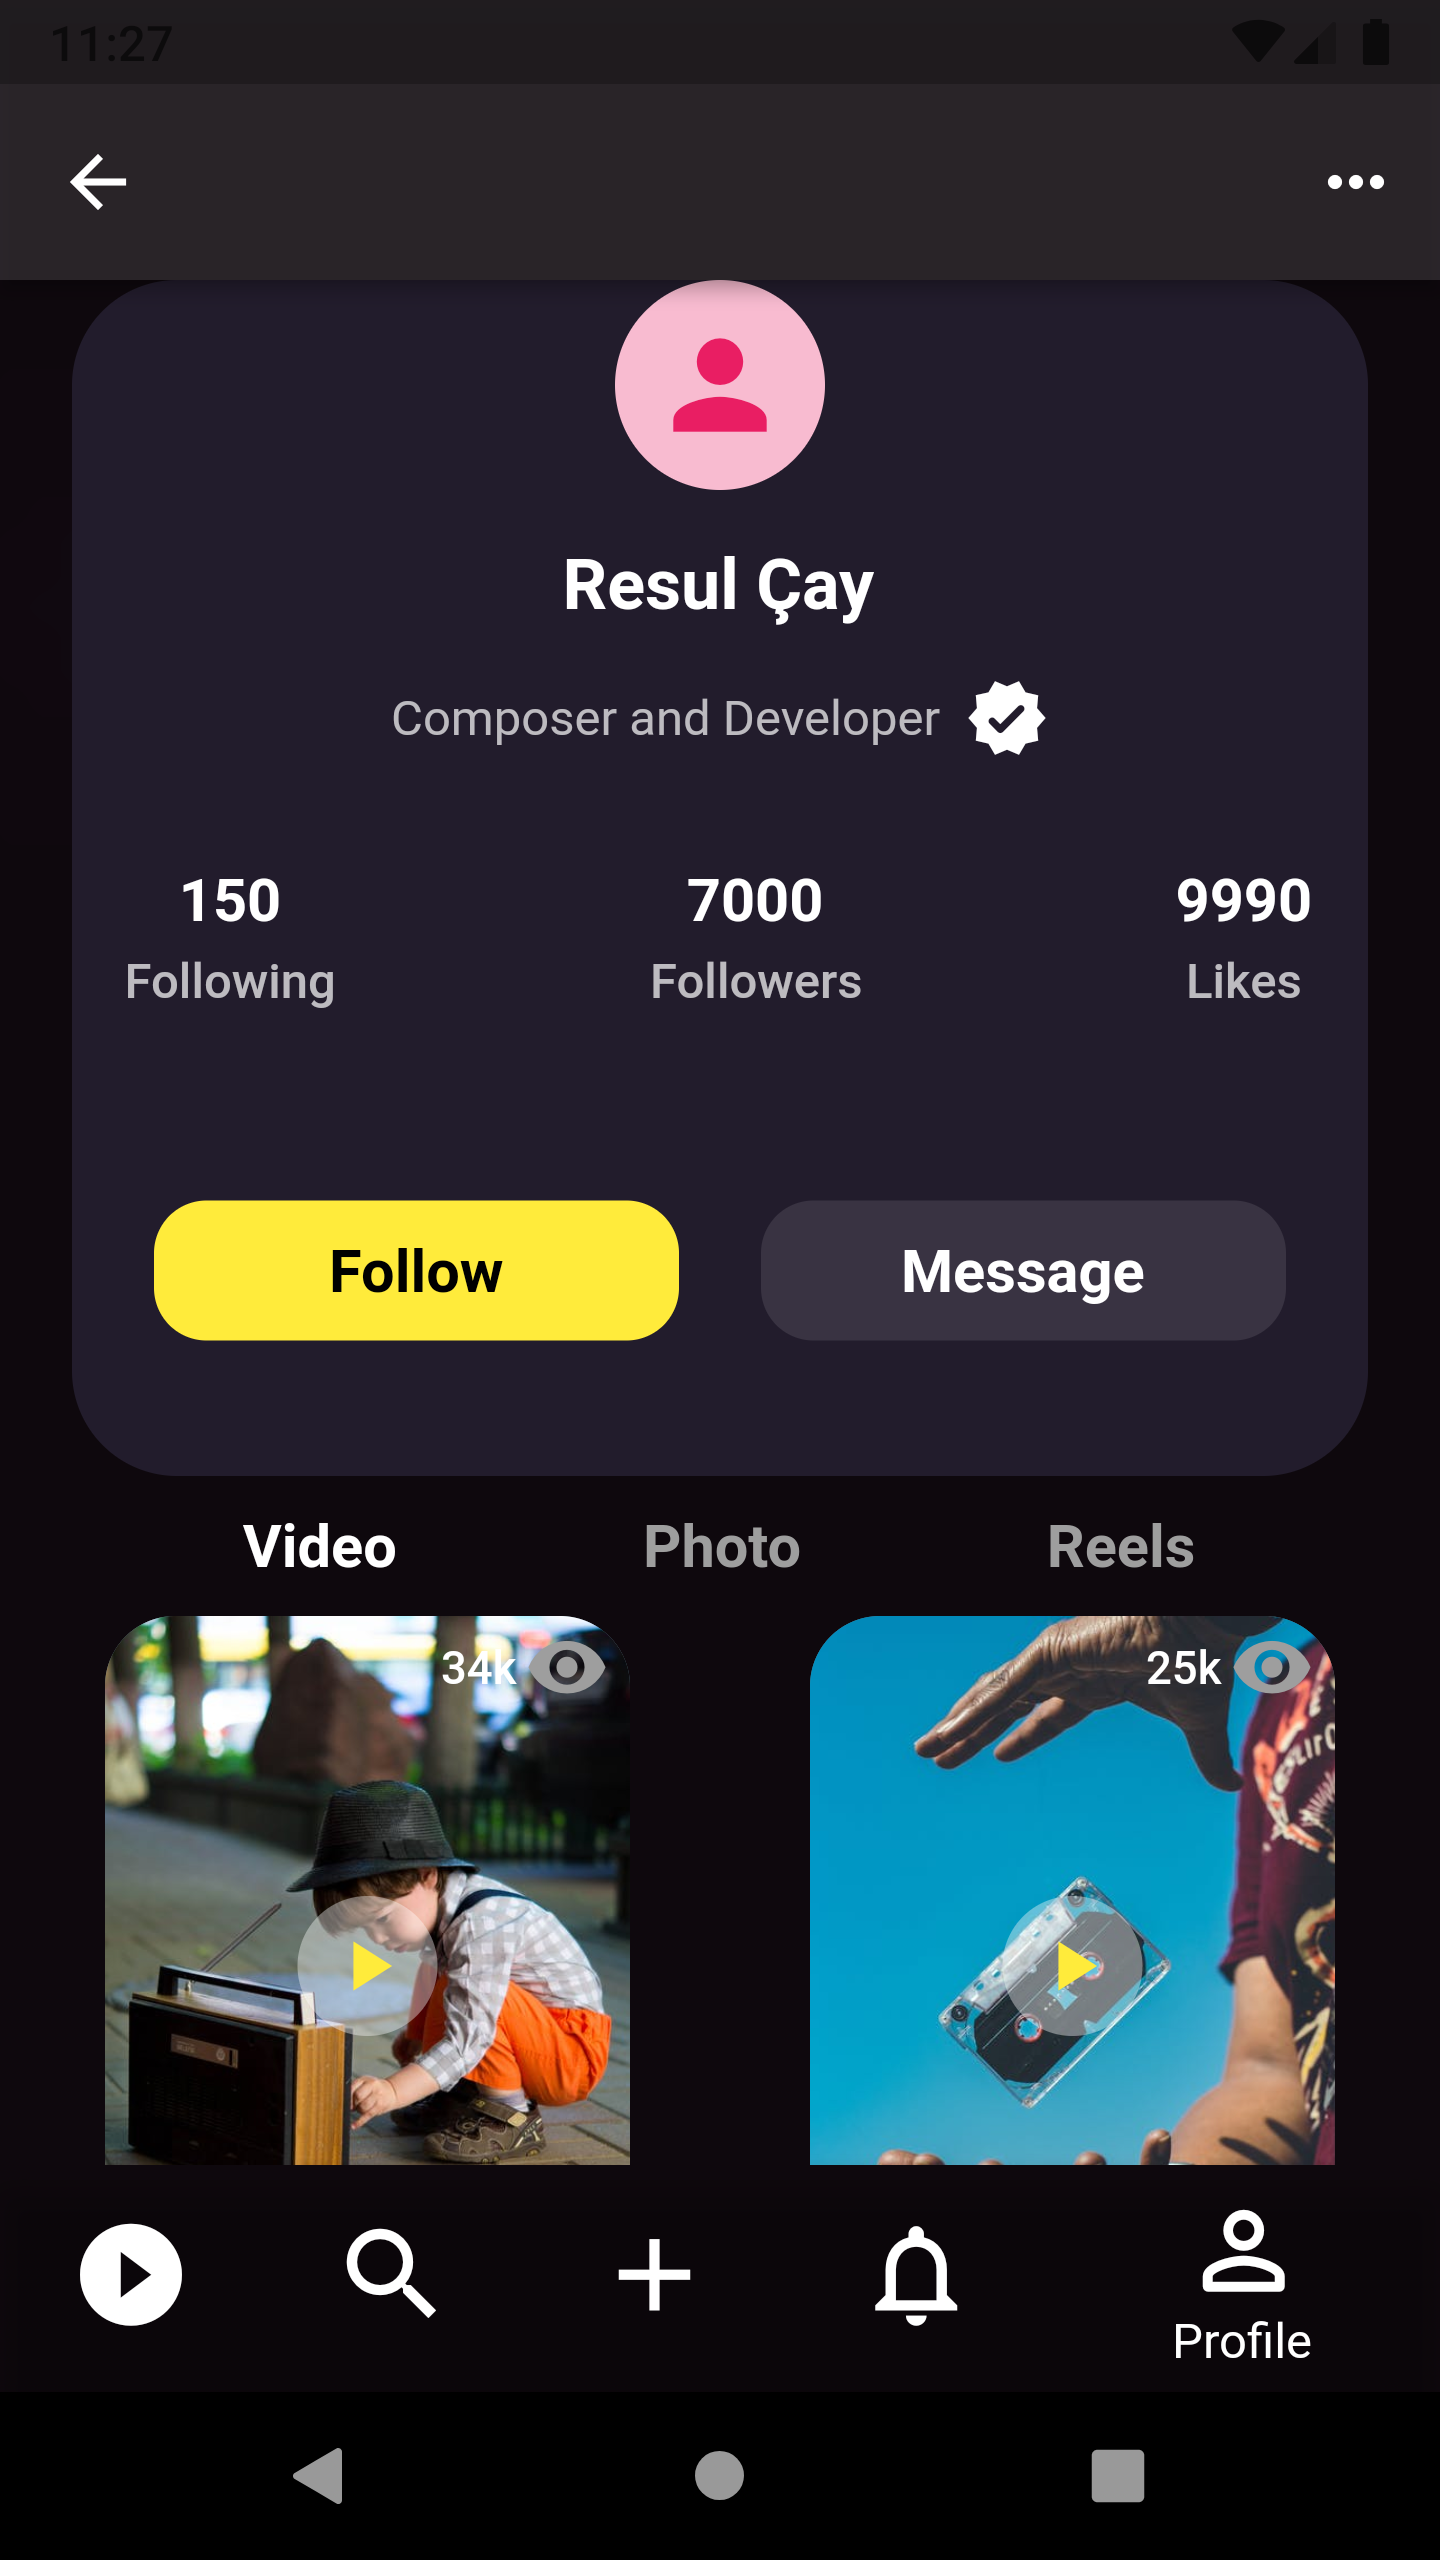 11:27
Resul Çay
Composer and Developer
150 7000 9990
Following Followers Likes
Follow Message
Video Photo Reels
34k 25k
Profile